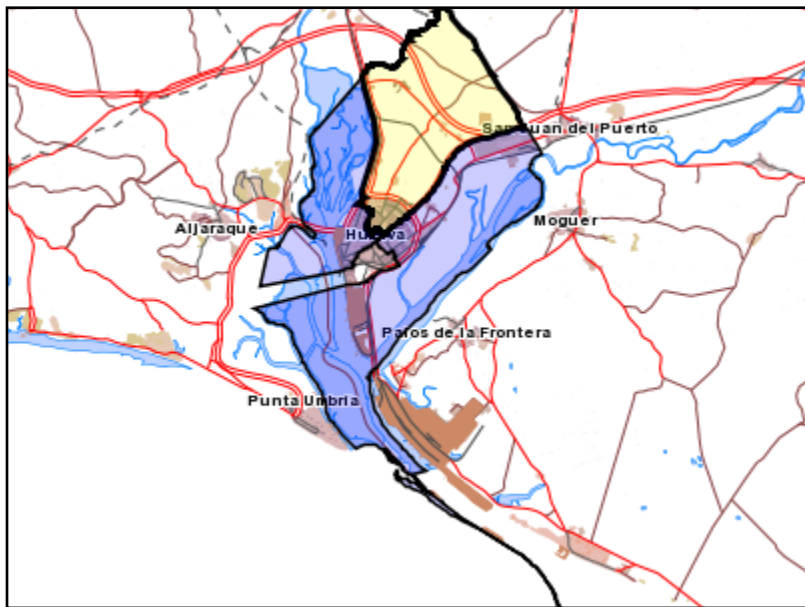 San Juan del Puerto
Aljaraque
Huelva
Moguer
Palos de la Frontera
Punta Umbría